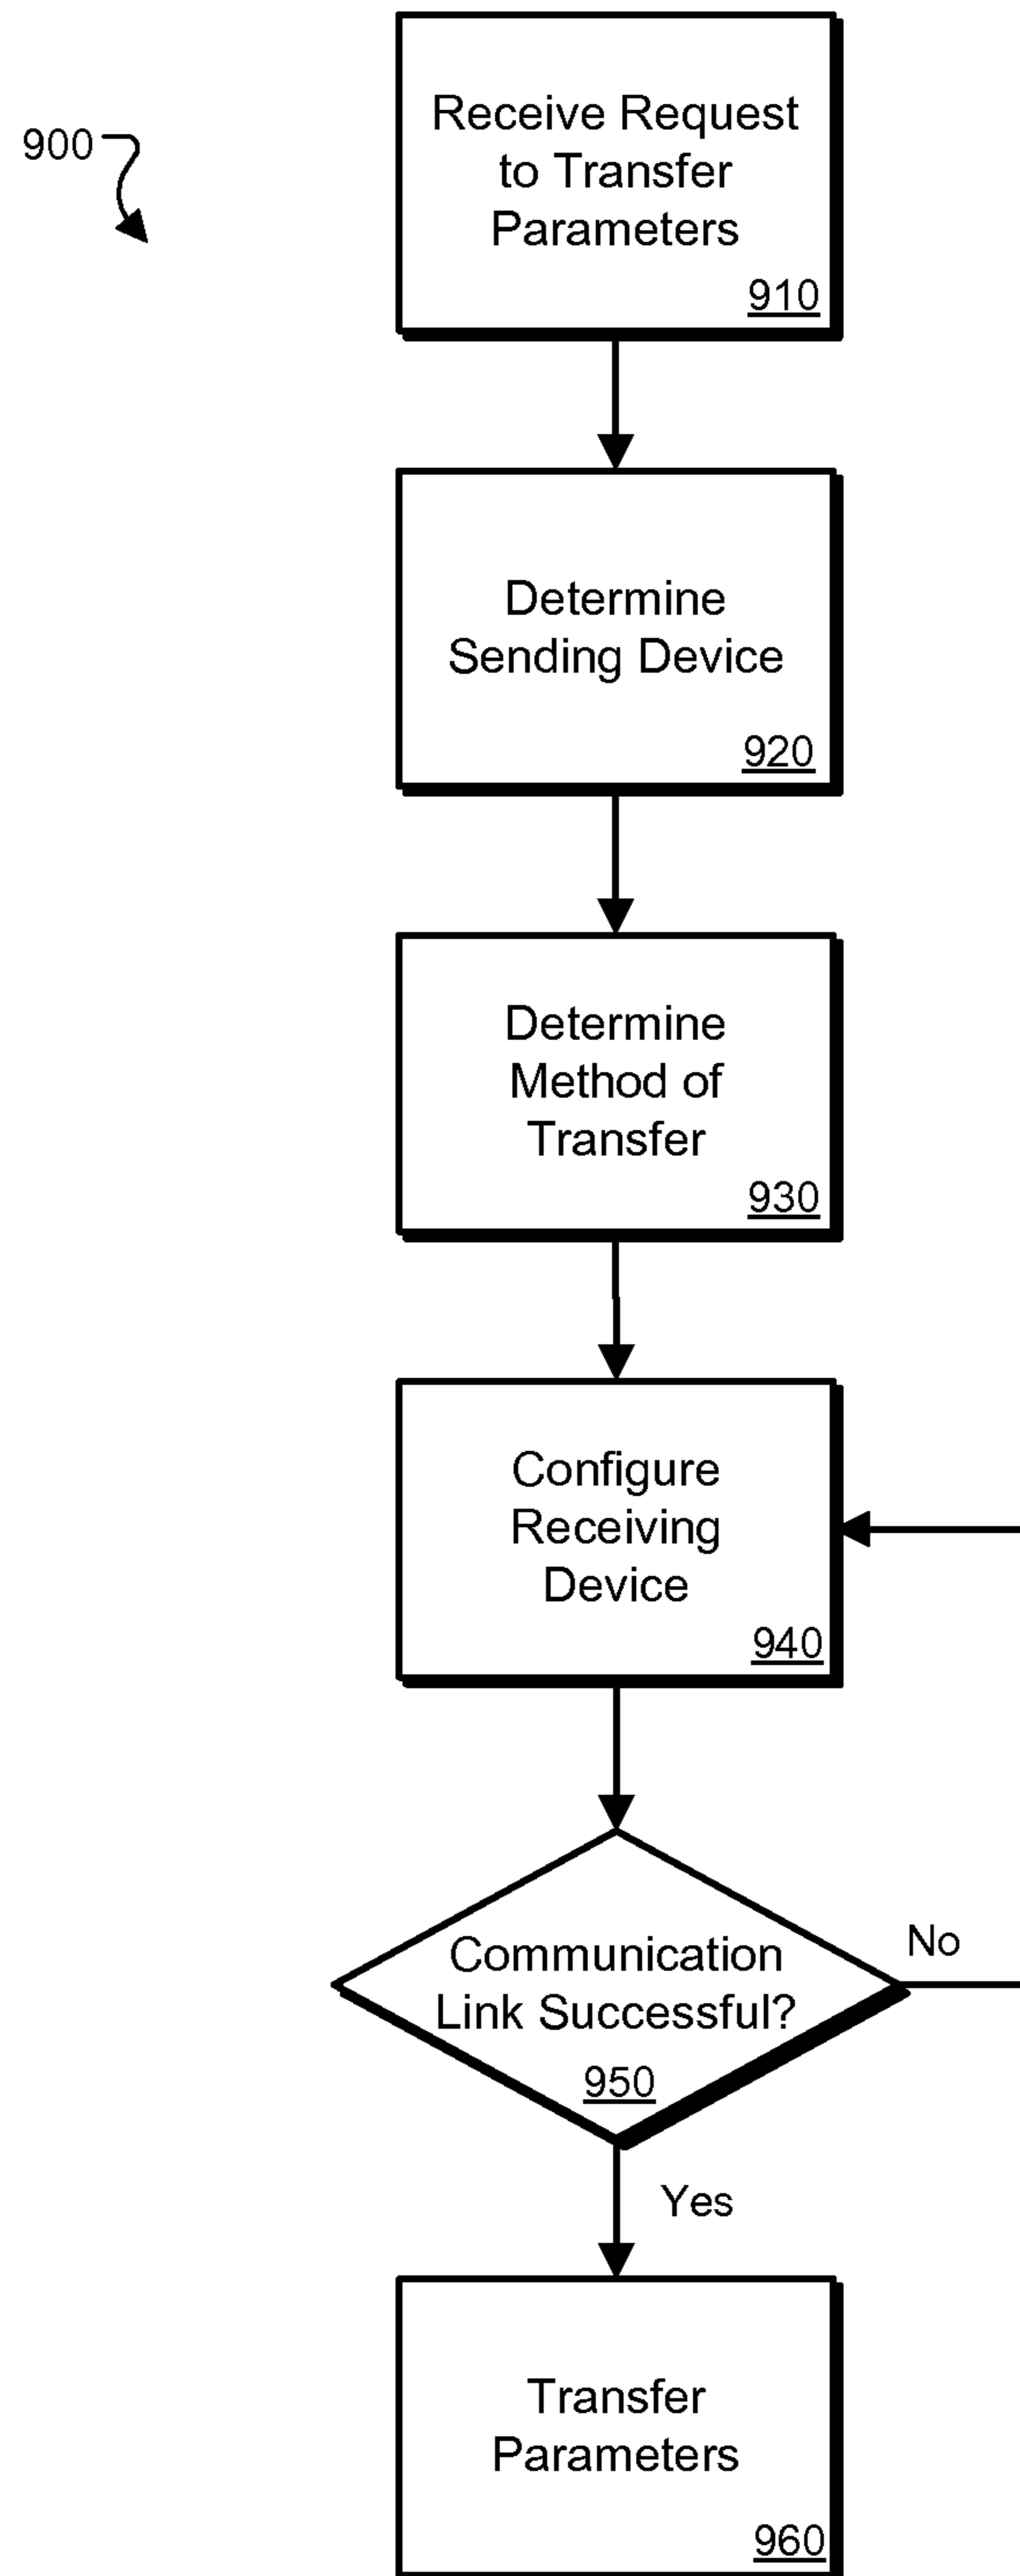 900
Receive Request
to Transfer
Parameters
910
Determine
Sending Device
920
Determine
Method of
Transfer
930
Configure
Receiving
Device
940
Communication
Link Successful?
950
No
Yes
Transfer
Parameters
960